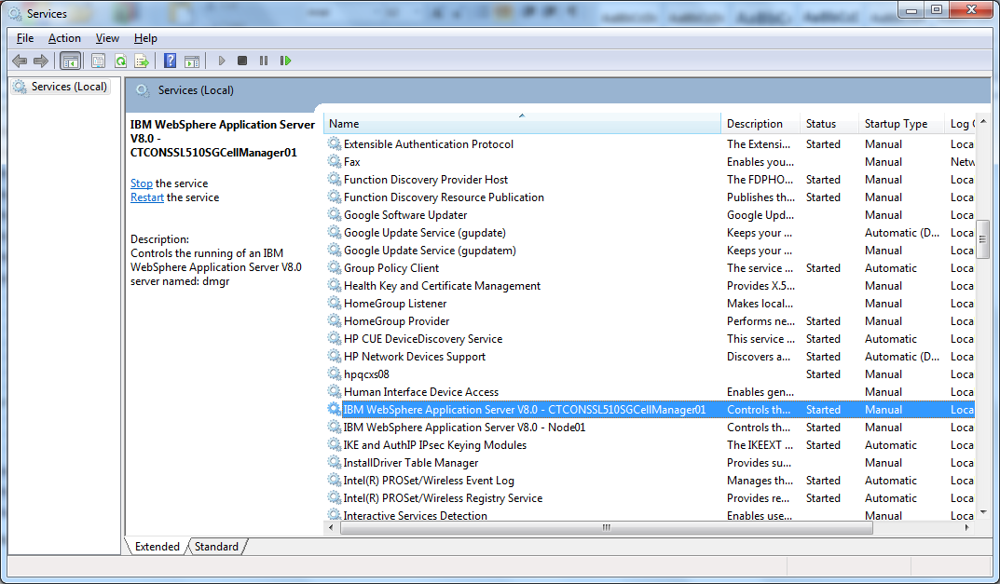 Services
File Action View Help
Services (Local)
Services (Local)
IBM WebSphere Application Server
V8.0 -
CTCONSSL510SGCellManager01
Stop the service
Restart the service
Description:
Controls the running of an IBM
WebSphere Application Server V8.0
server named: dmgr
Name Description Status Startup Type Log
Extensible Authentication Protocol The Extensi... Started Manual Loca
Fax Enables you... Manual Netw
Function Discovery Provider Host The FDPHO... Started Manual Loca
Function Discovery Resource Publication Publishes th... Started Manual Loca
Google Software Updater Google Upd... Manual Loca
Google Update Service (gupdate) Keeps your ... Automatic (D... Loca
Google Update Service (gupdatem) Keeps your ... Manual Loca
Group Policy Client The service ... Started Automatic Loca
Health Key and Certificate Management Provides X.5... Manual Loca
HomeGroup Listener Makes local... Manual Loca
HomeGroup Provider Performs ne... Started Manual Loca
HP CUE DeviceDiscovery Service This service ... Started Automatic Loca
HP Network Devices Support Discovers a... Started Automatic (D... Loca
hpqcxs08 Started Manual Loca
Human Interface Device Access Enables gen... Manual Loca
IBM WebSphere Application Server V8.0 - CTCONSSL510SGCellManager01 Controls th... Started Manual Loca
IBM WebSphere Application Server V8.0 - Node01 Controls th... Manual Loca
IKE and AuthIP IPsec Keying Modules The IKEEXT ... Started Automatic Loca
InstallDriver Table Manager Provides su... Manual Loca
Intel(R) PROSet/Wireless Event Log Manages th... Started Automatic Loca
Intel(R) PROSet/Wireless Registry Service Provides re... Started Automatic Loca
Interactive Services Detection Enables use... Manual Loca
Extended Standard